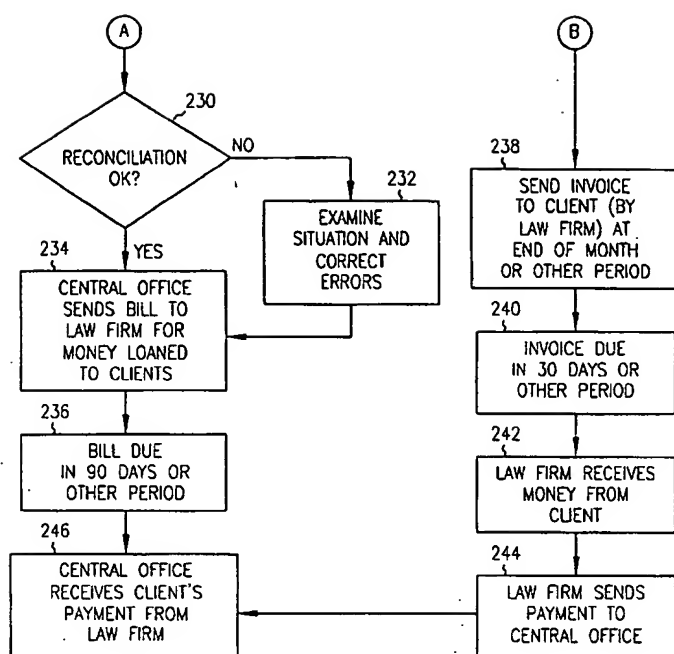 A
230
RECONCILIATION
OK?
NO
YES
232
EXAMINE
SITUATION AND
CORRECT
ERRORS
234
CENTRAL OFFICE
SENDS BILL TO
LAW FIRM FOR
MONEY LOANED
TO CLIENTS
236
BILL DUE
IN 90 DAYS OR
OTHER PERIOD
246
CENTRAL OFFICE
RECEIVES CLIENT'S
PAYMENT FROM
LAW FIRM
B
238
SEND INVOICE
TO CLIENT (BY
LAW FIRM) AT
END OF MONTH
OR OTHER PERIOD
240
INVOICE DUE
IN 30 DAYS OR
OTHER PERIOD
242
LAW FIRM RECEIVES
MONEY FROM
CLIENT
244
LAW FIRM SENDS
PAYMENT TO
CENTRAL OFFICE